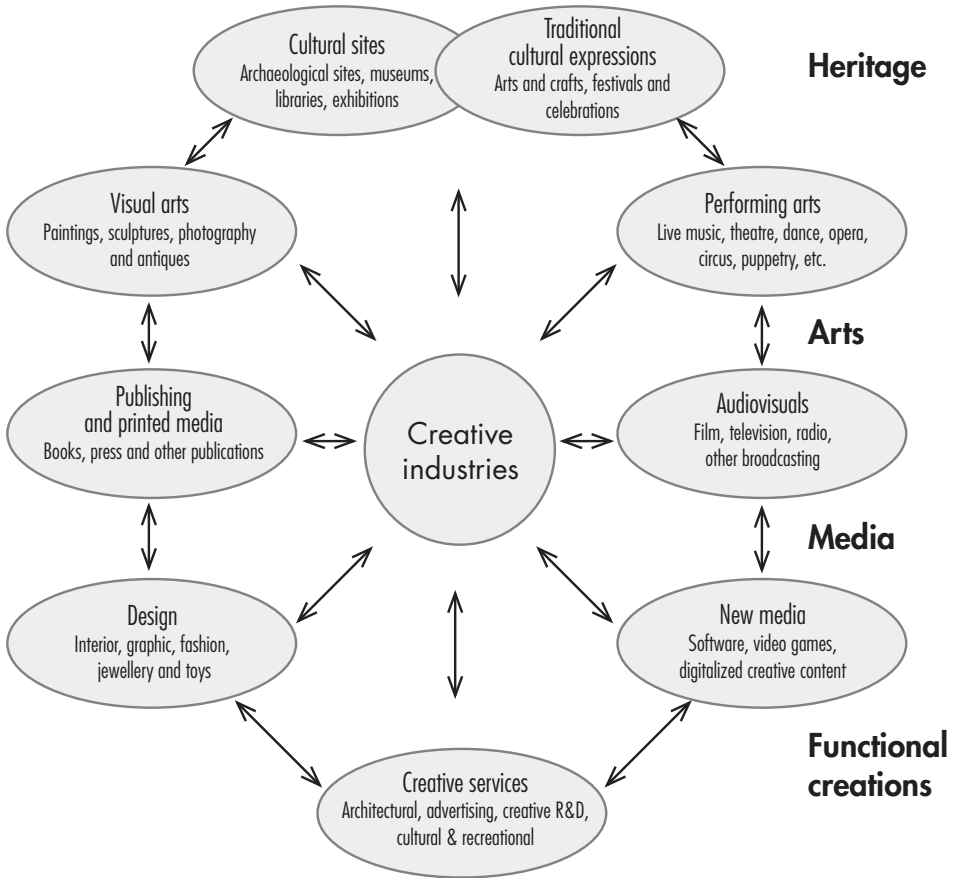 Cultural sites
Archaeological sites, museums,
libraries, exhibitions
Traditional
cultural expressions
Arts and crafts, festivals and
celebrations
Heritage
Visual arts
Paintings, sculptures, photography
and antiques
Performing arts
Live music, theatre, dance, opera,
circus, puppetry, etc.
Arts
Publishing
and printed media
Books, press and other publications
Creative
industries
Audiovisuals
Film, television, radio,
other broadcasting
Media
Design
Interior, graphic, fashion,
jewellery and toys
New media
Software, video games,
digitalized creative content
Functional
creations
Creative services
Architectural, advertising, creative R&D,
cultural & recreational